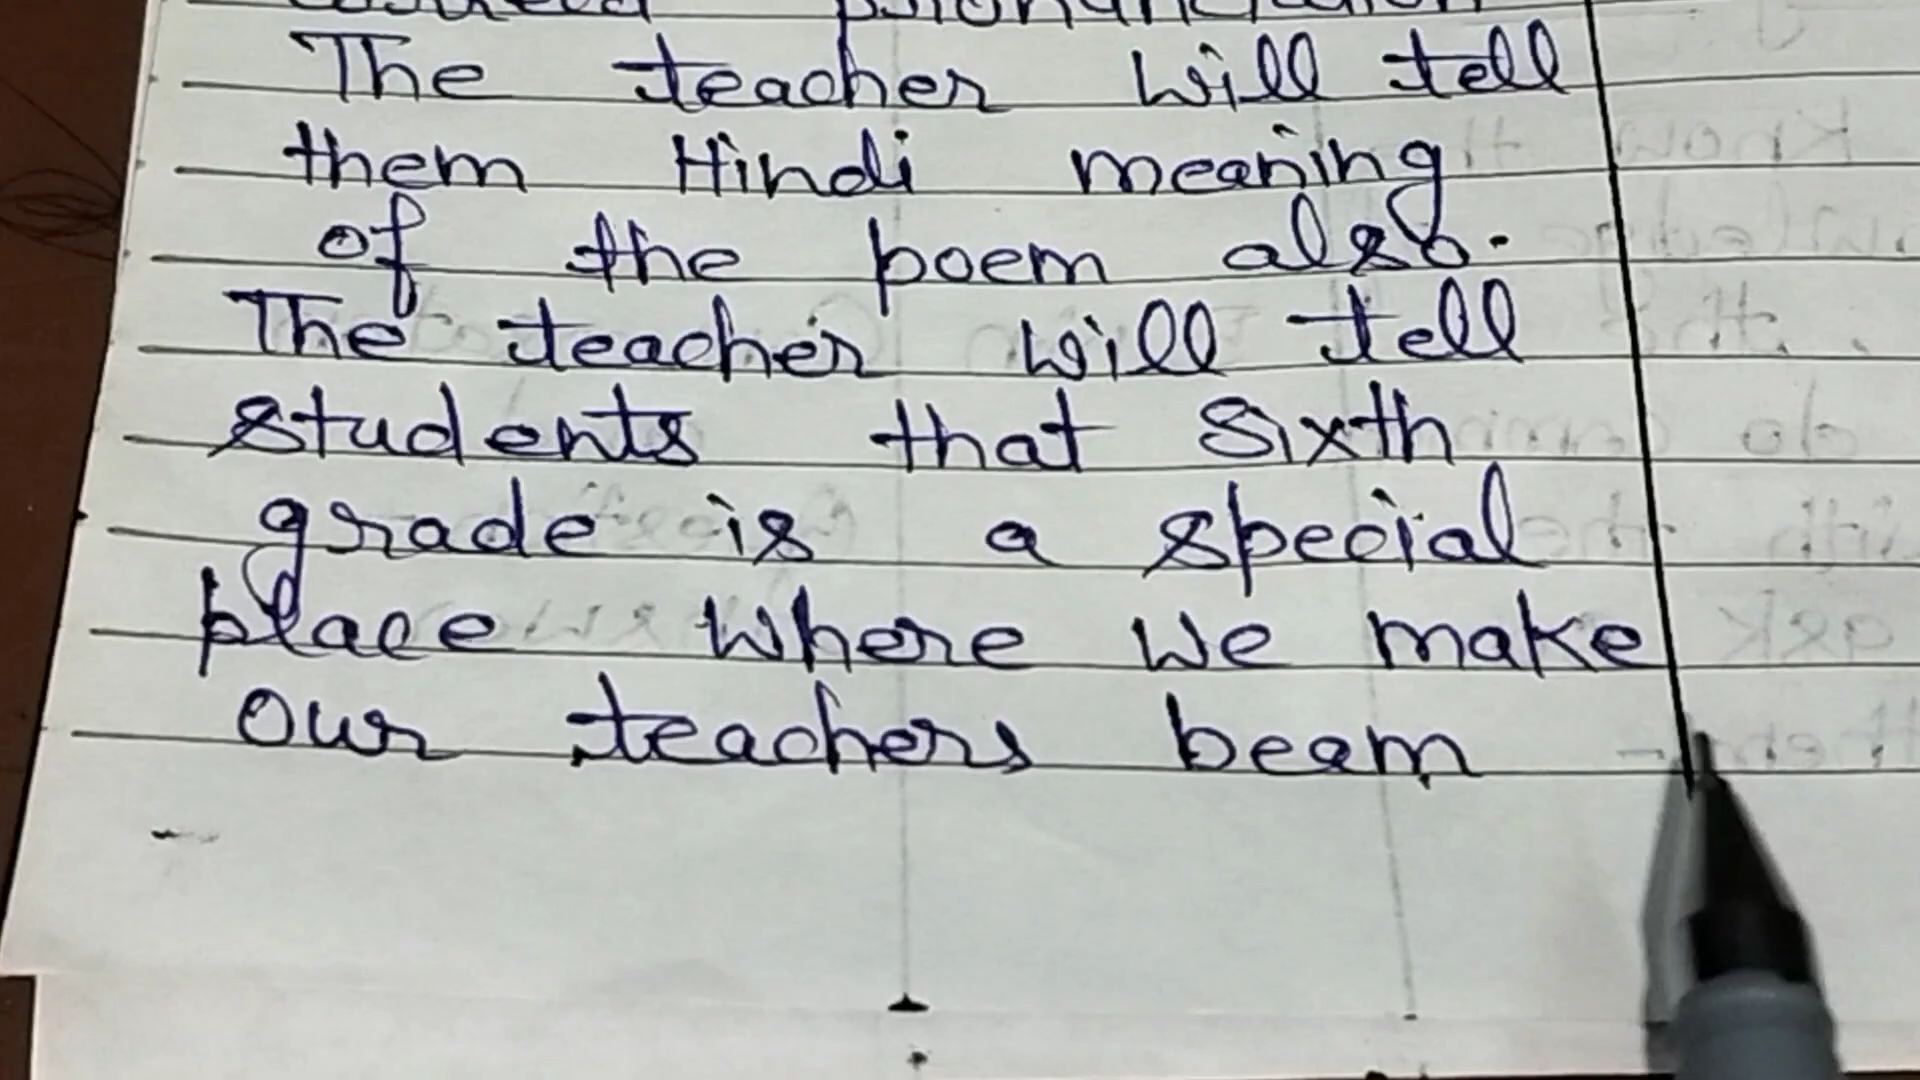 The teacher will tell
them Hindi meaning
of the poem also.
The teacher will tell
students that Sixth
grade is a special
place where we make
our teachers beam